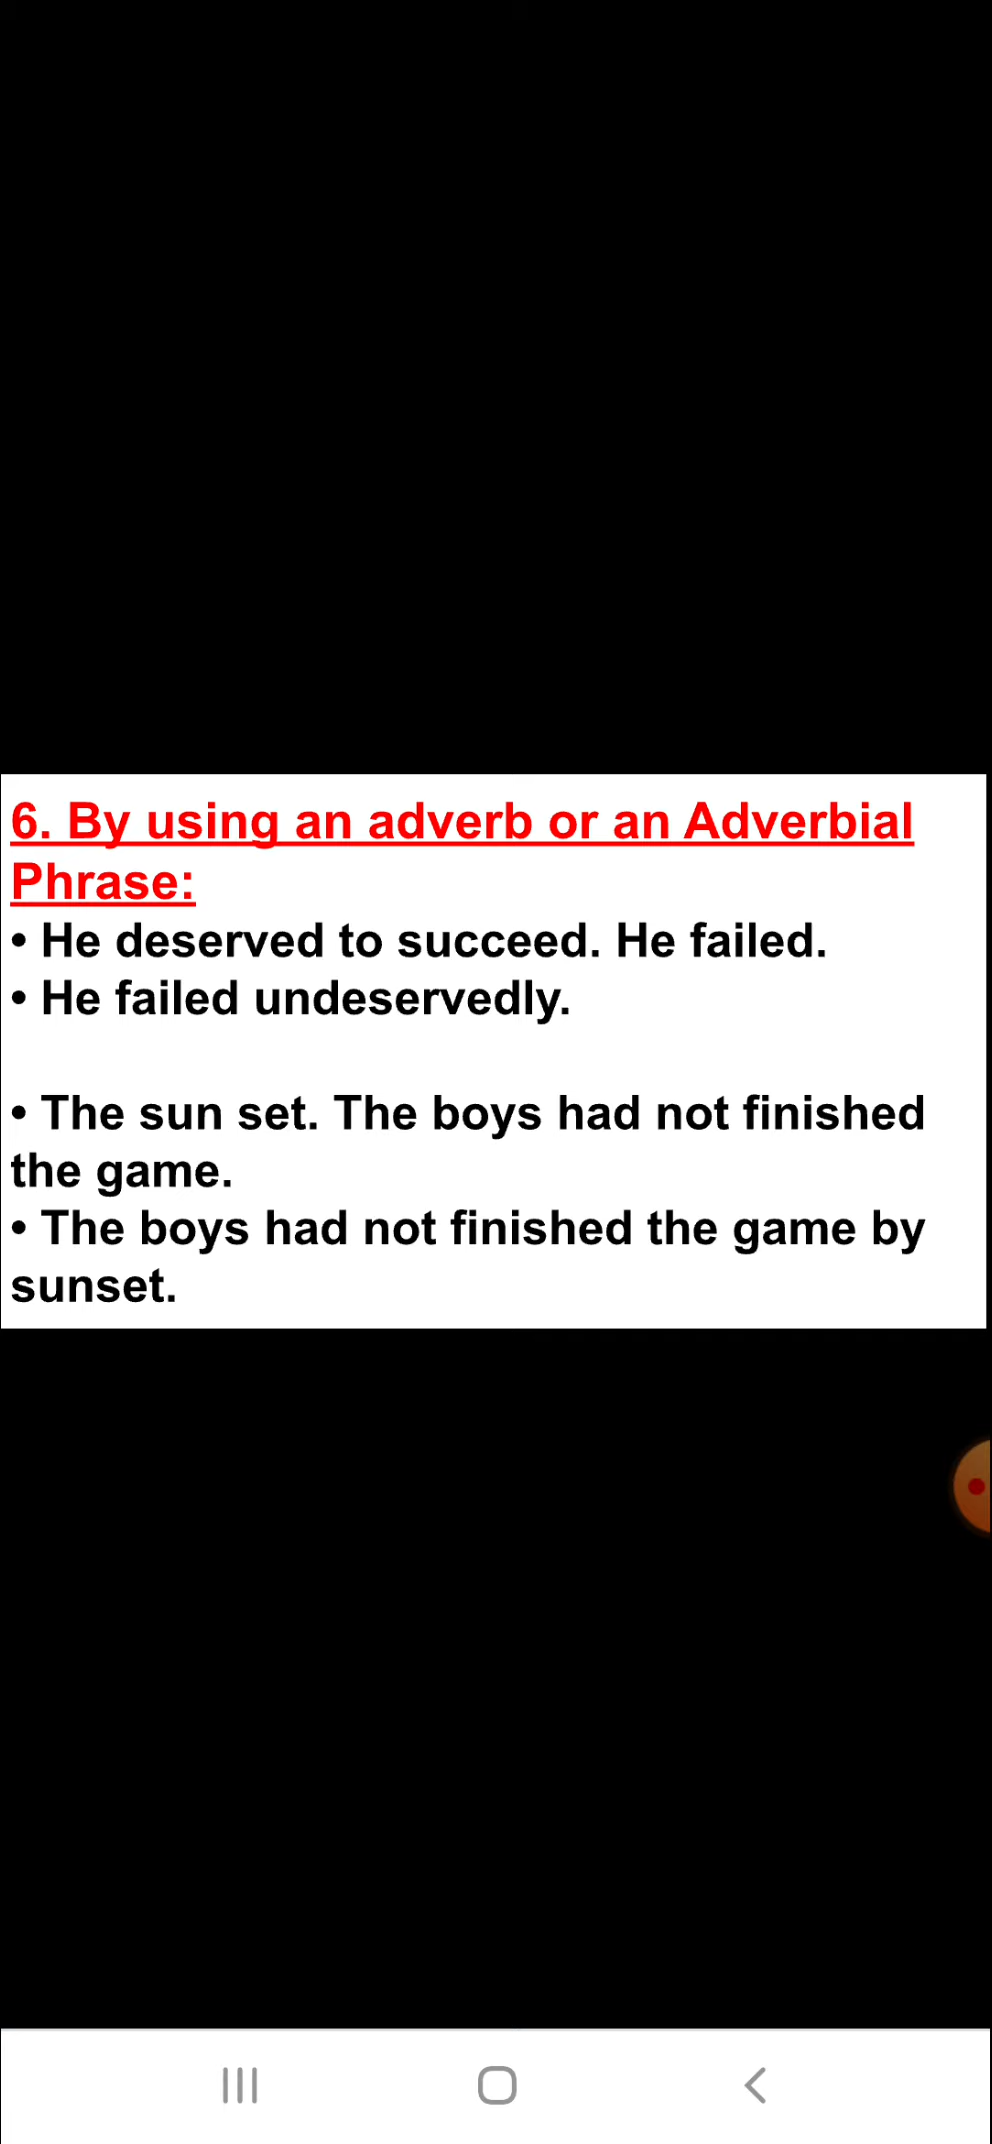 6. By using an adverb or an Adverbial
Phrase:
• He deserved to succeed. He failed.
• He failed undeservedly.
• The sun set. The boys had not finished
the game.
• The boys had not finished the game by
sunset.